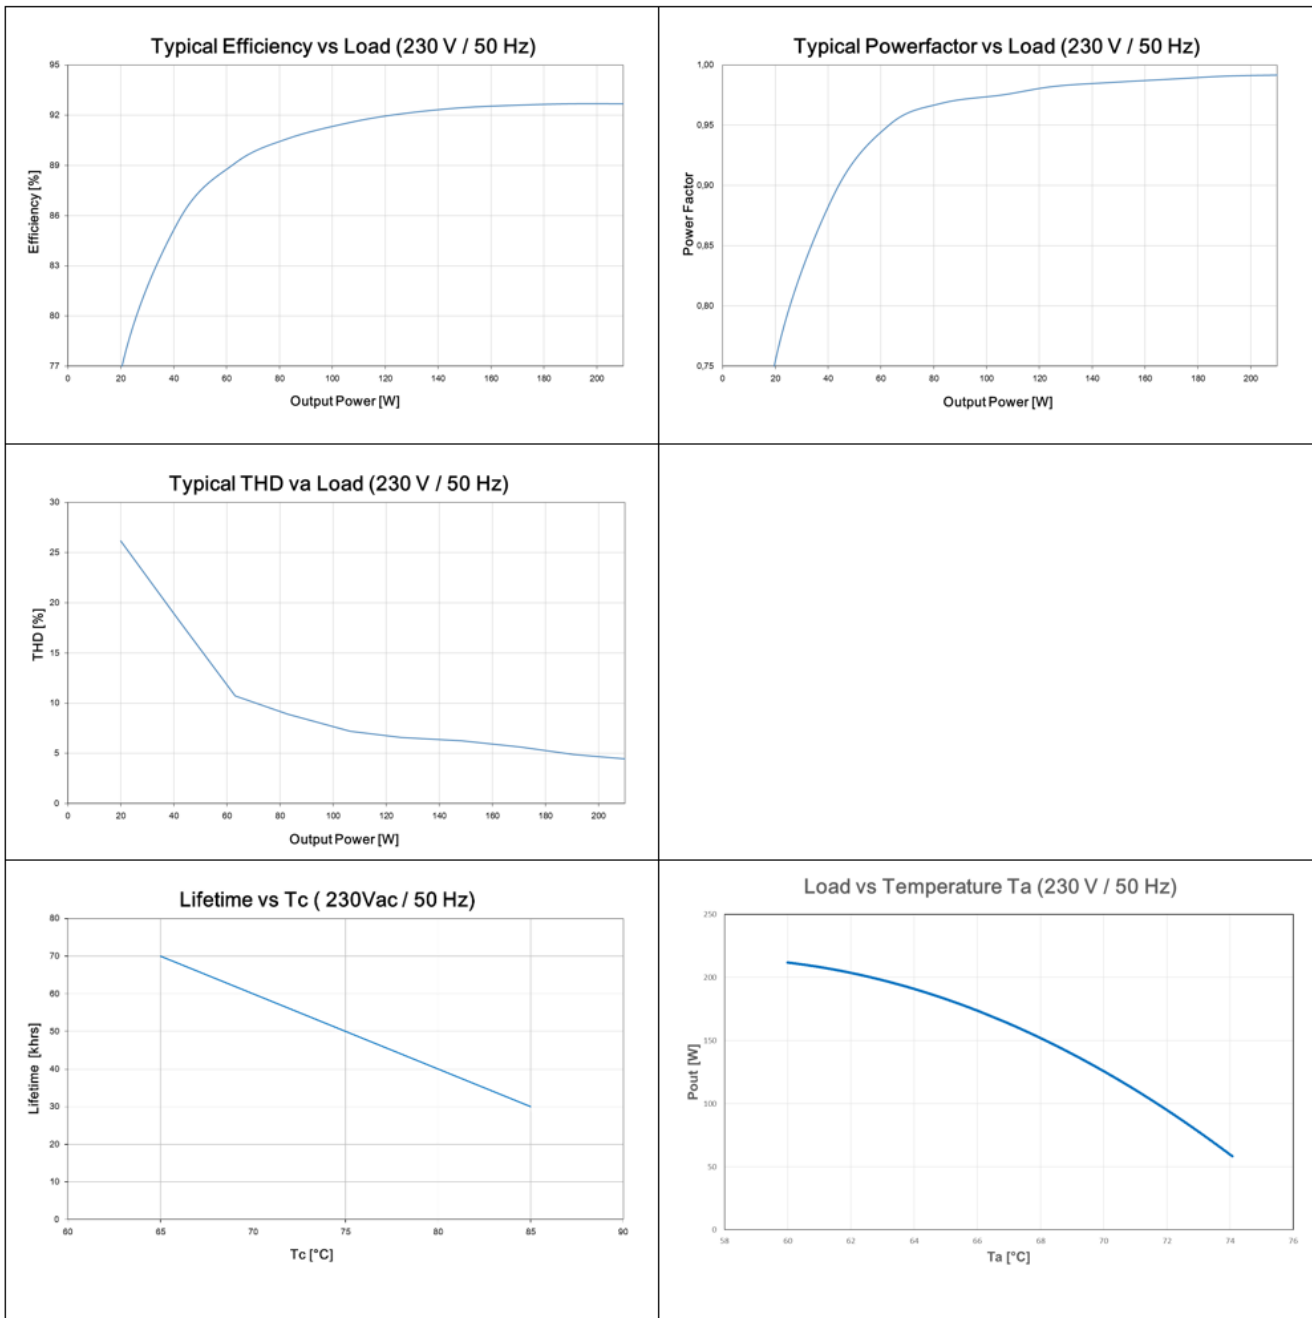 Typical Efficiency vs Load (230 V / 50 Hz)
95
92
89
86
83
80
77
Efficiency [%]
0 20 40 60 80 100 120 140 160 180 200
Output Power [W]
Typical Powerfactor vs Load (230 V / 50 Hz)
1,00
0,95
0,90
0,85
0,80
0,75
Power Factor
0 20 40 60 80 100 120 140 160 180 200
Output Power [W]
Typical THD va Load (230 V / 50 Hz)
30
25
20
15
10
5
0
THD [%]
0 20 40 60 80 100 120 140 160 180 200
Output Power [W]
Lifetime vs Tc ( 230Vac / 50 Hz)
80
70
60
50
40
30
20
10
0
Lifetime [khrs]
60 65 70 75 80 85 90
Tc [°C]
Load vs Temperature Ta (230 V / 50 Hz)
250
200
150
100
50
0
Pout [W]
58 60 62 64 66 68 70 72 74 76
Ta [°C]